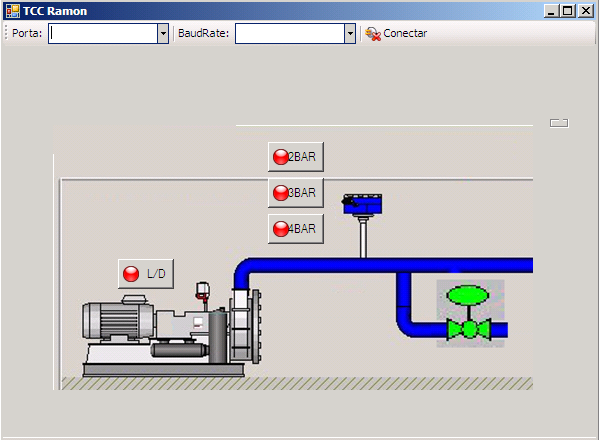 TCC Ramon
Porta: BaudRate: Conectar
2BAR
3BAR
4BAR
L/D